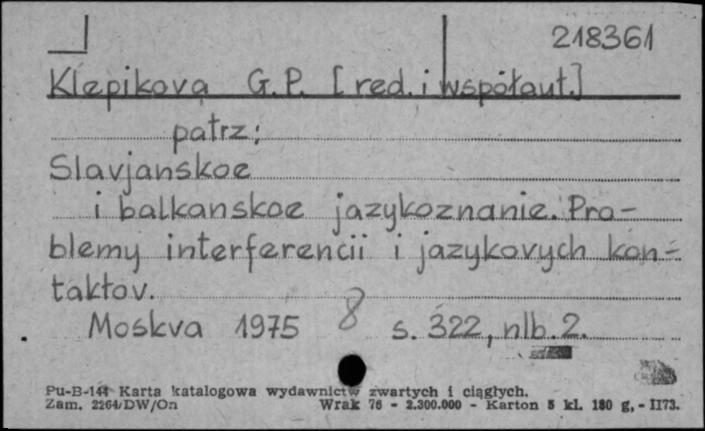 218361
Klepikova G.P. [red. i współaut.]
patrz:
Slavjanskoe
i balkanskoe jazykoznanie. Pro-
blemy interferencii i jazykovych kon-
taktov.
Moskva 1975 8 s. 322, nlb. 2.
Pu-B-144 Karta katalogowa wydawnictw zwartych i ciągłych.
Zam. 2264/DW/On Wrak 76 - 2.300.000 - Karton 5 kl. 180 g, - II73.